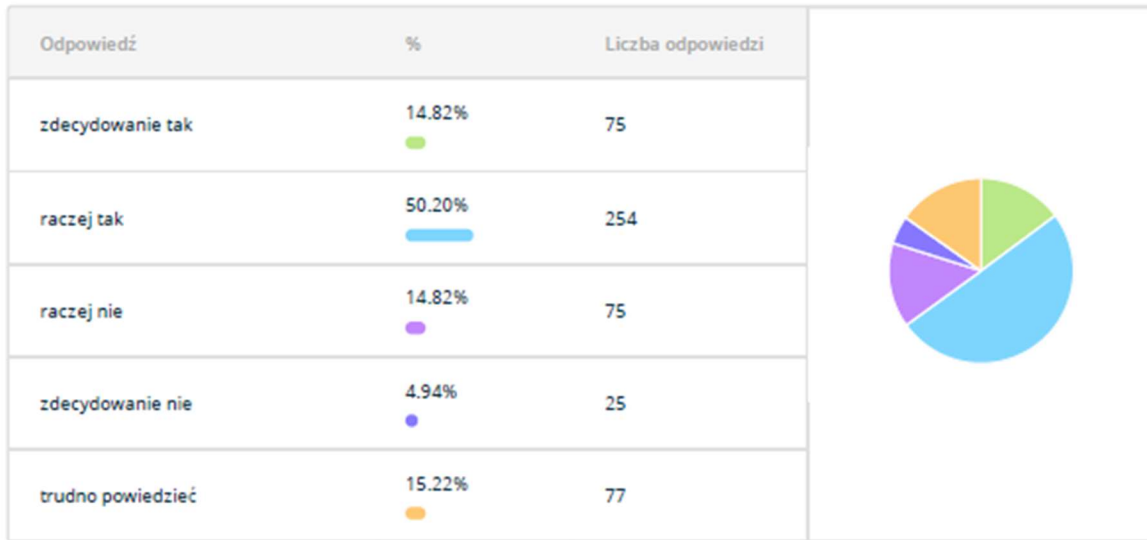 Odpowiedź % Liczba odpowiedzi
zdecydowanie tak 14.82% 75
raczej tak 50.20% 254
raczej nie 14.82% 75
zdecydowanie nie 4.94% 25
trudno powiedzieć 15.22% 77